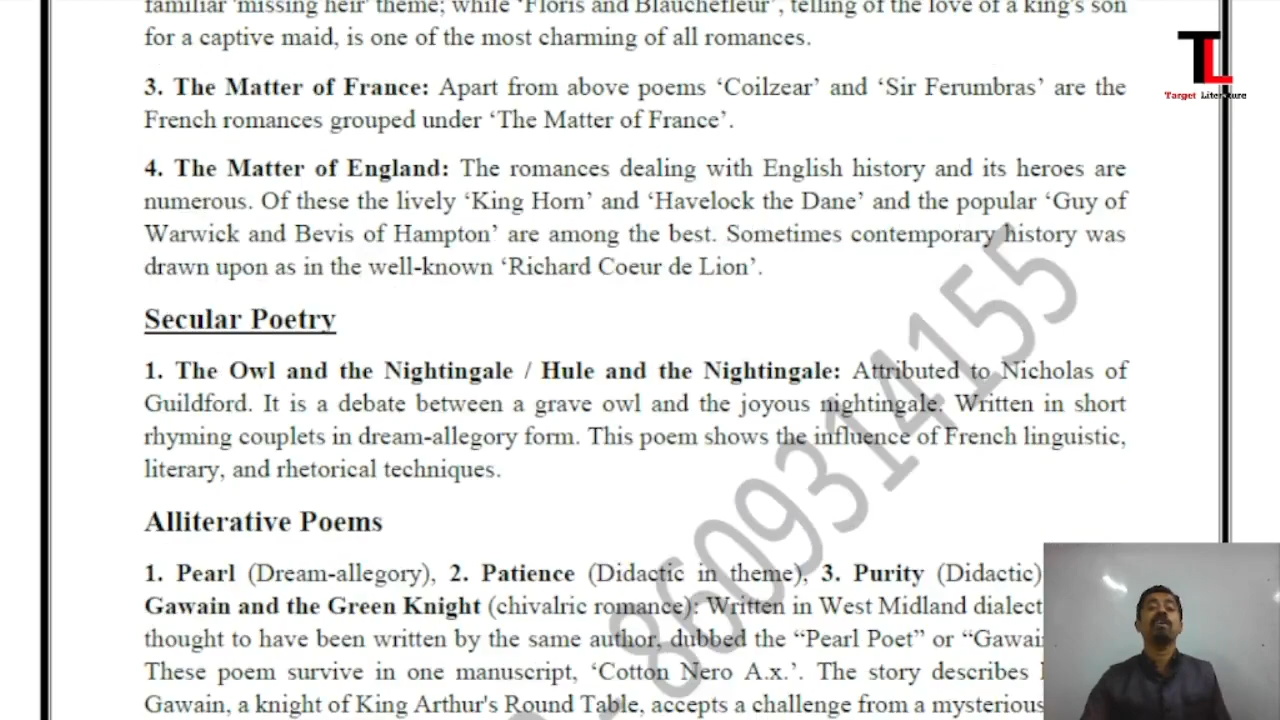 familiar 'missing heir' theme; while 'Floris and Blauchefleur', telling of the love of a king's son
for a captive maid, is one of the most charming of all romances.
3. The Matter of France: Apart from above poems 'Coilzear' and 'Sir Ferumbras' are the
French romances grouped under 'The Matter of France'.
4. The Matter of England: The romances dealing with English history and its heroes are
numerous. Of these the lively 'King Horn' and 'Havelock the Dane' and the popular 'Guy of
Warwick and Bevis of Hampton' are among the best. Sometimes contemporary history was
drawn upon as in the well-known 'Richard Coeur de Lion'.
Secular Poetry
1. The Owl and the Nightingale / Hule and the Nightingale: Attributed to Nicholas of
Guildford. It is a debate between a grave owl and the joyous nightingale. Written in short
rhyming couplets in dream-allegory form. This poem shows the influence of French linguistic,
literary, and rhetorical techniques.
Alliterative Poems
1. Pearl (Dream-allegory), 2. Patience (Didactic in theme), 3. Purity (Didactic)
Gawain and the Green Knight (chivalric romance): Written in West Midland dialect
thought to have been written by the same author, dubbed the "Pearl Poet" or
These poem survive in one manuscript, 'Cotton Nero A.x.'. The story describes
Gawain, a knight of King Arthur's Round Table, accepts a challenge from a mysterious
TL
Target Literature
8609314155